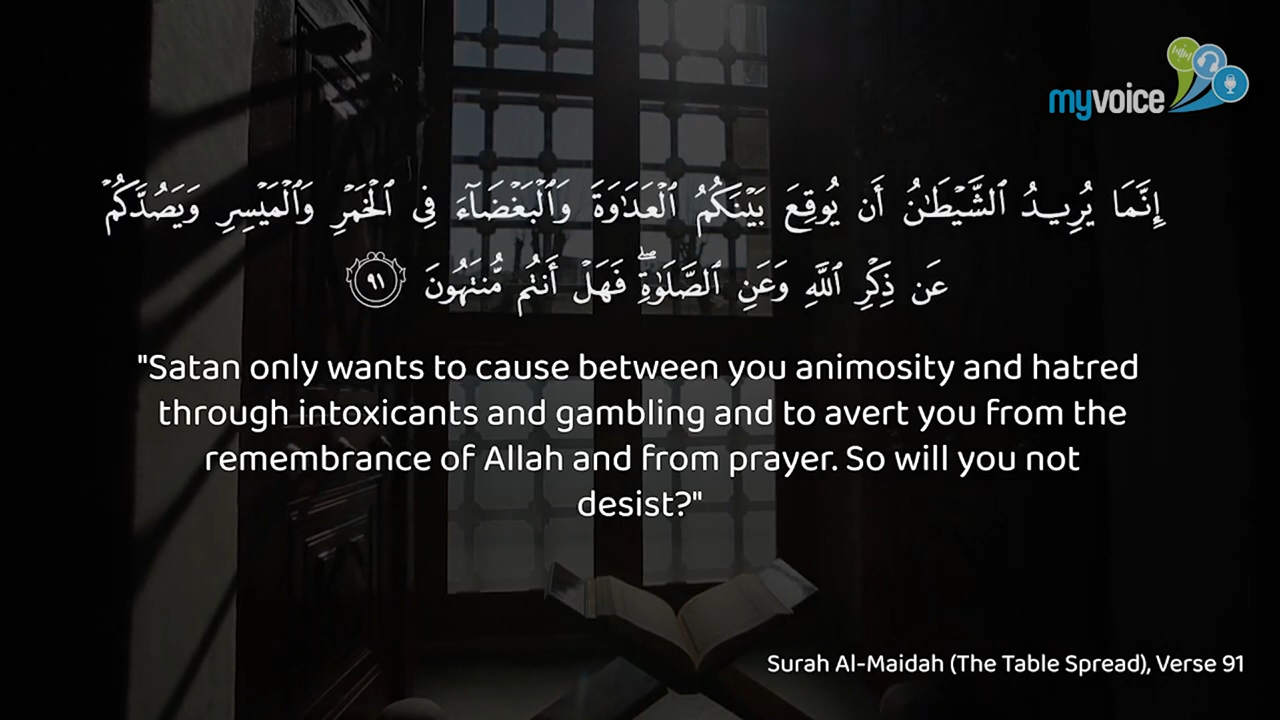 myvoice
إِنَّمَا يُرِيدُ ٱلشَّيْطَٰنُ أَن يُوقِعَ بَيْنَكُمُ ٱلْعَدَٰوَةَ وَٱلْبَغْضَآءَ فِى ٱلْخَمْرِ وَٱلْمَيْسِرِ وَيَصُدَّكُمْ
عَن ذِكْرِ ٱللَّهِ وَعَنِ ٱلصَّلَوٰةِ ۖ فَهَلْ أَنتُم مُّنتَهُونَ ٩١
"Satan only wants to cause between you animosity and hatred
through intoxicants and gambling and to avert you from the
remembrance of Allah and from prayer. So will you not
desist?"
Surah Al-Maidah (The Table Spread), Verse 91